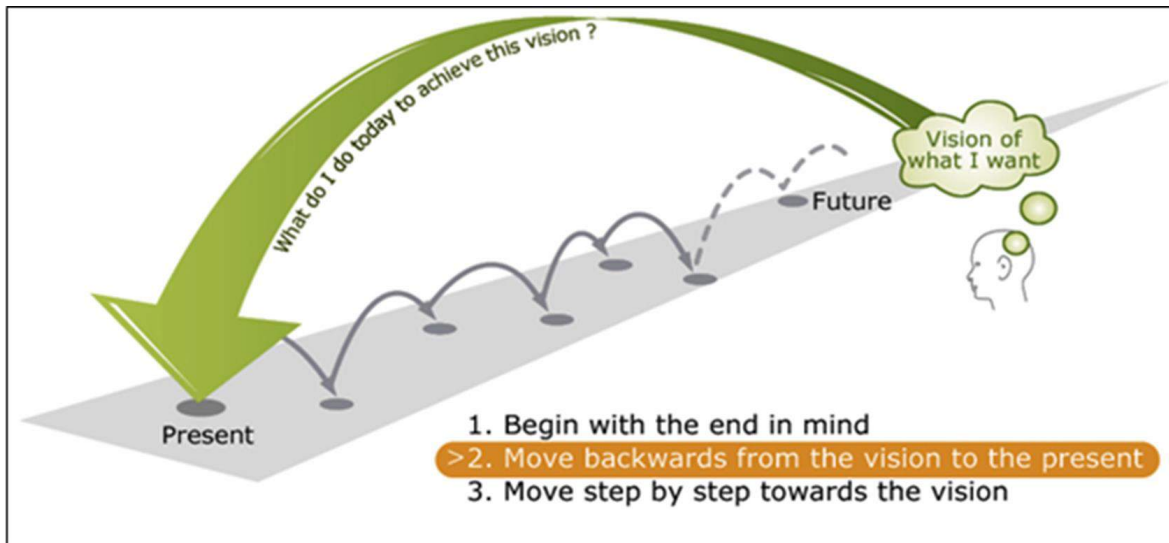 What do I do today to achieve this vision ?
Vision of
what I want
Future
Present
1. Begin with the end in mind
>2. Move backwards from the vision to the present
3. Move step by step towards the vision